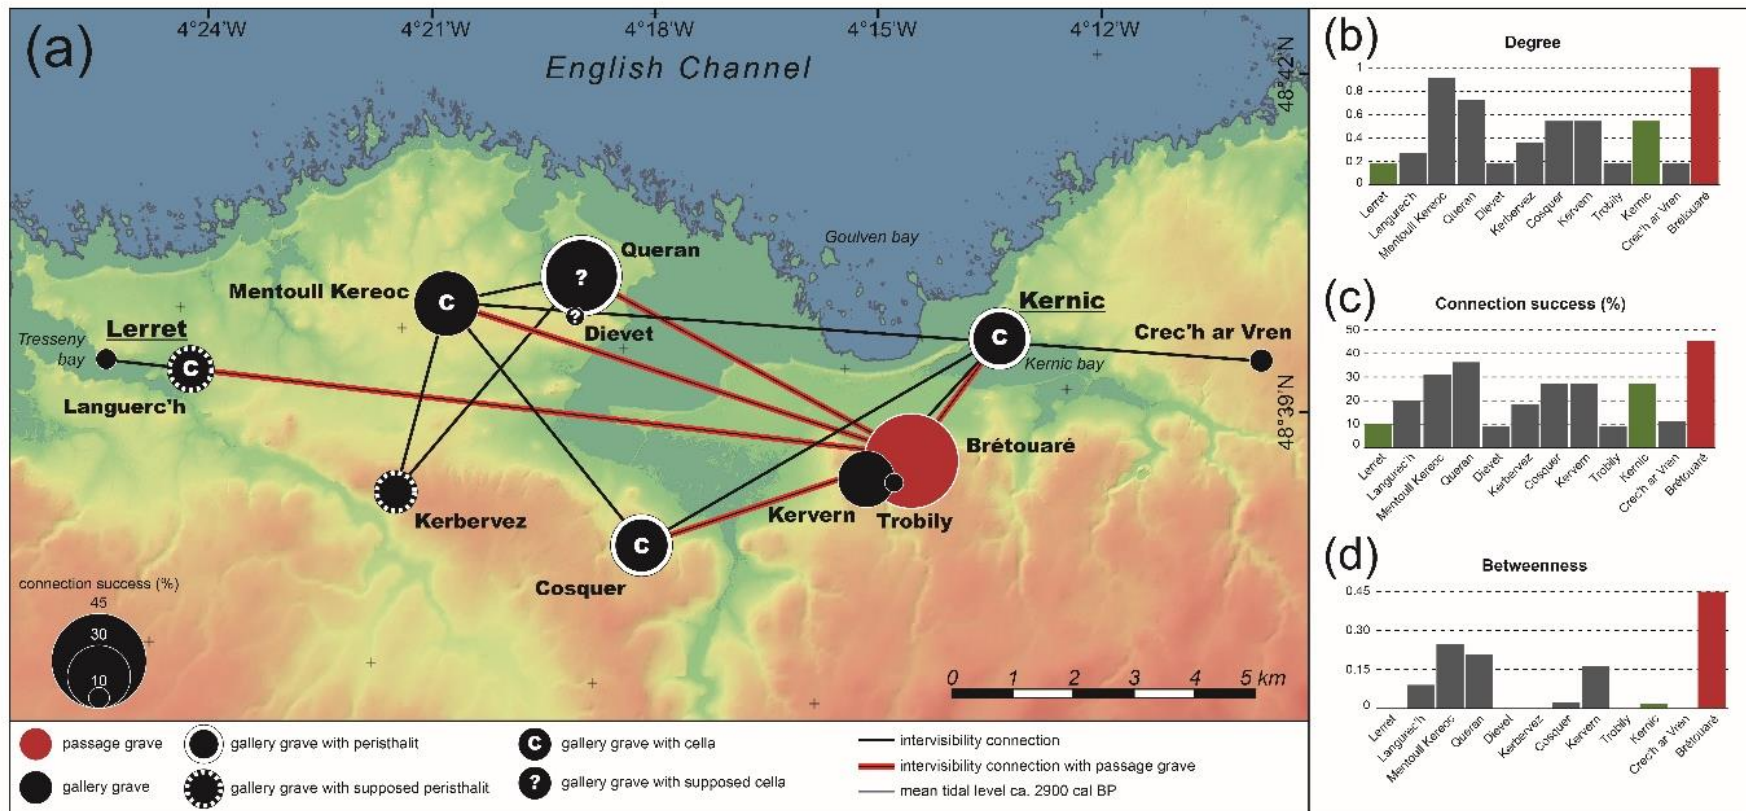 (a)
4°24'W
4°21'W
4°18'W
4°15'W
4°12'W
48°42'N
48°39'N
English Channel
Goulven bay
Queran
?
Mentoull Kereoc
C
?
Dievet
Kernic
C
Kernic bay
Crec'h ar Vren
Lerret
Tresseny
bay
C
Languerc'h
Brétouaré
Kervern
Trobily
Kerbervez
C
Cosquer
connection success (%)
45
30
10
0 1 2 3 4 5 km
passage grave
gallery grave
gallery grave with peristhalit
gallery grave with supposed peristhalit
C
gallery grave with cella
?
gallery grave with supposed cella
intervisibility connection
intervisibility connection with passage grave
mean tidal level ca. 2900 cal BP
(b)
Degree
1
0.8
0.6
0.4
0.2
0
Lerret
Langurec'h
Mentoul Kereoc
Queran
Dievet
Kerbervez
Cosquer
Kervern
Trobily
Kernic
Crec'h ar Vren
Brétouaré
(c)
Connection success (%)
50
40
30
20
10
0
Lerret
Langurec'h
Mentoull Kereoc
Queran
Dievet
Kerbervez
Cosquer
Kervern
Trobily
Kernic
Crec'h ar Vren
Brétouaré
(d)
Betweenness
0.45
0.30
0.15
0
Lerret
Langurec'h
Mentoull Kereoc
Queran
Dievet
Kerbervez
Cosquer
Kervern
Trobily
Kernic
Crec'h ar Vren
Brétouaré